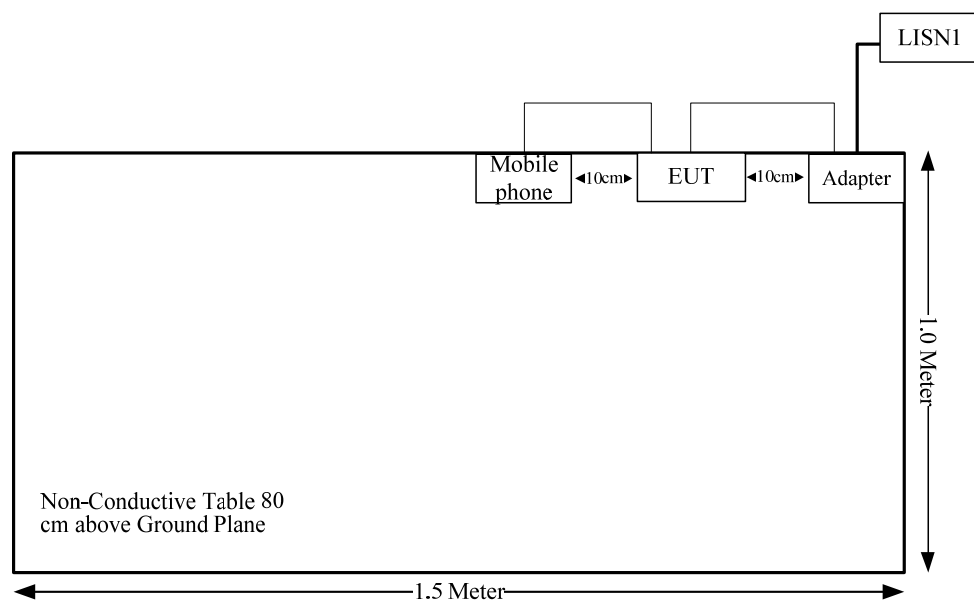 LISN1
Mobile
phone
10cm
EUT
10cm
Adapter
1.0 Meter
Non-Conductive Table 80
cm above Ground Plane
1.5 Meter